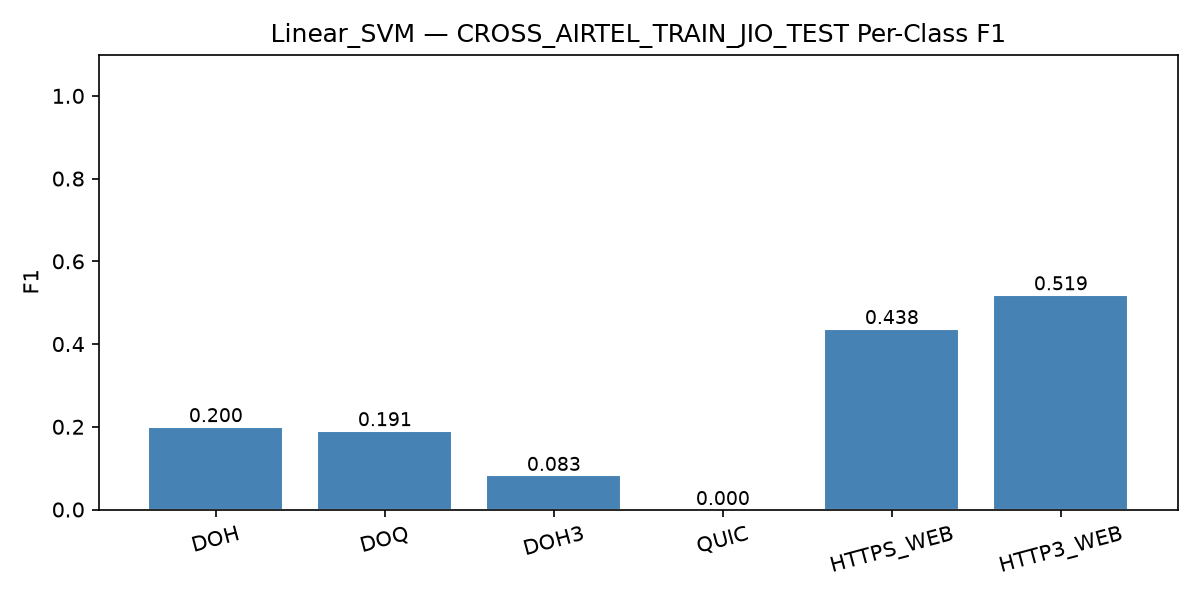 Linear_SVM — CROSS_AIRTEL_TRAIN_JIO_TEST Per-Class F1
F1
1.0
0.8
0.6
0.4
0.2
0.0
0.200
0.191
0.083
0.000
0.438
0.519
DOH
DOQ
DOH3
QUIC
HTTPS_WEB
HTTP3_WEB